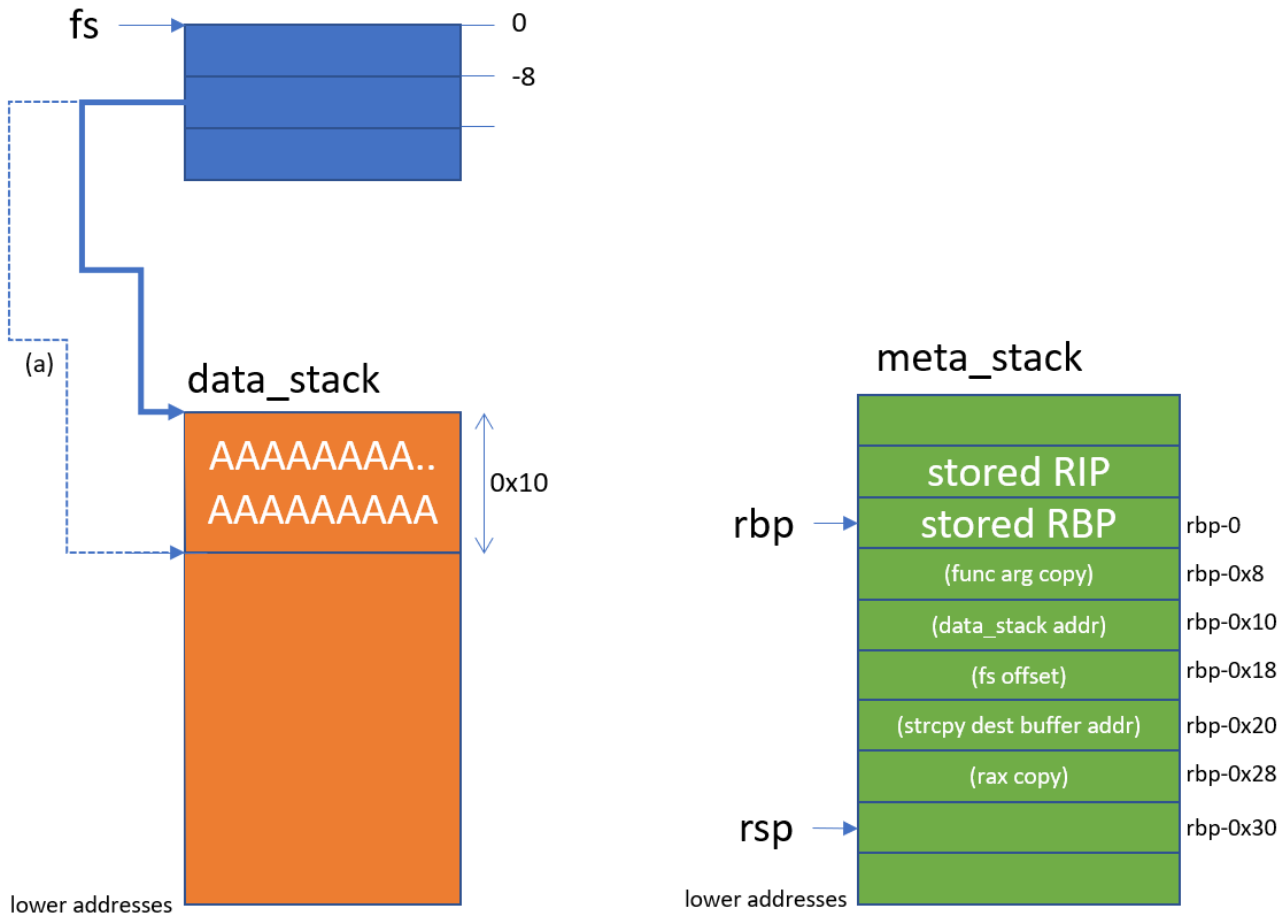 fs
0
-8
(a)
data_stack
AAAAAAAA..
AAAAAAAAA
0x10
lower addresses
meta_stack
stored RIP
rbp
stored RBP
rbp-0
(func arg copy)
rbp-0x8
(data_stack addr)
rbp-0x10
(fs offset)
rbp-0x18
(strcpy dest buffer addr)
rbp-0x20
(rax copy)
rbp-0x28
rsp
rbp-0x30
lower addresses